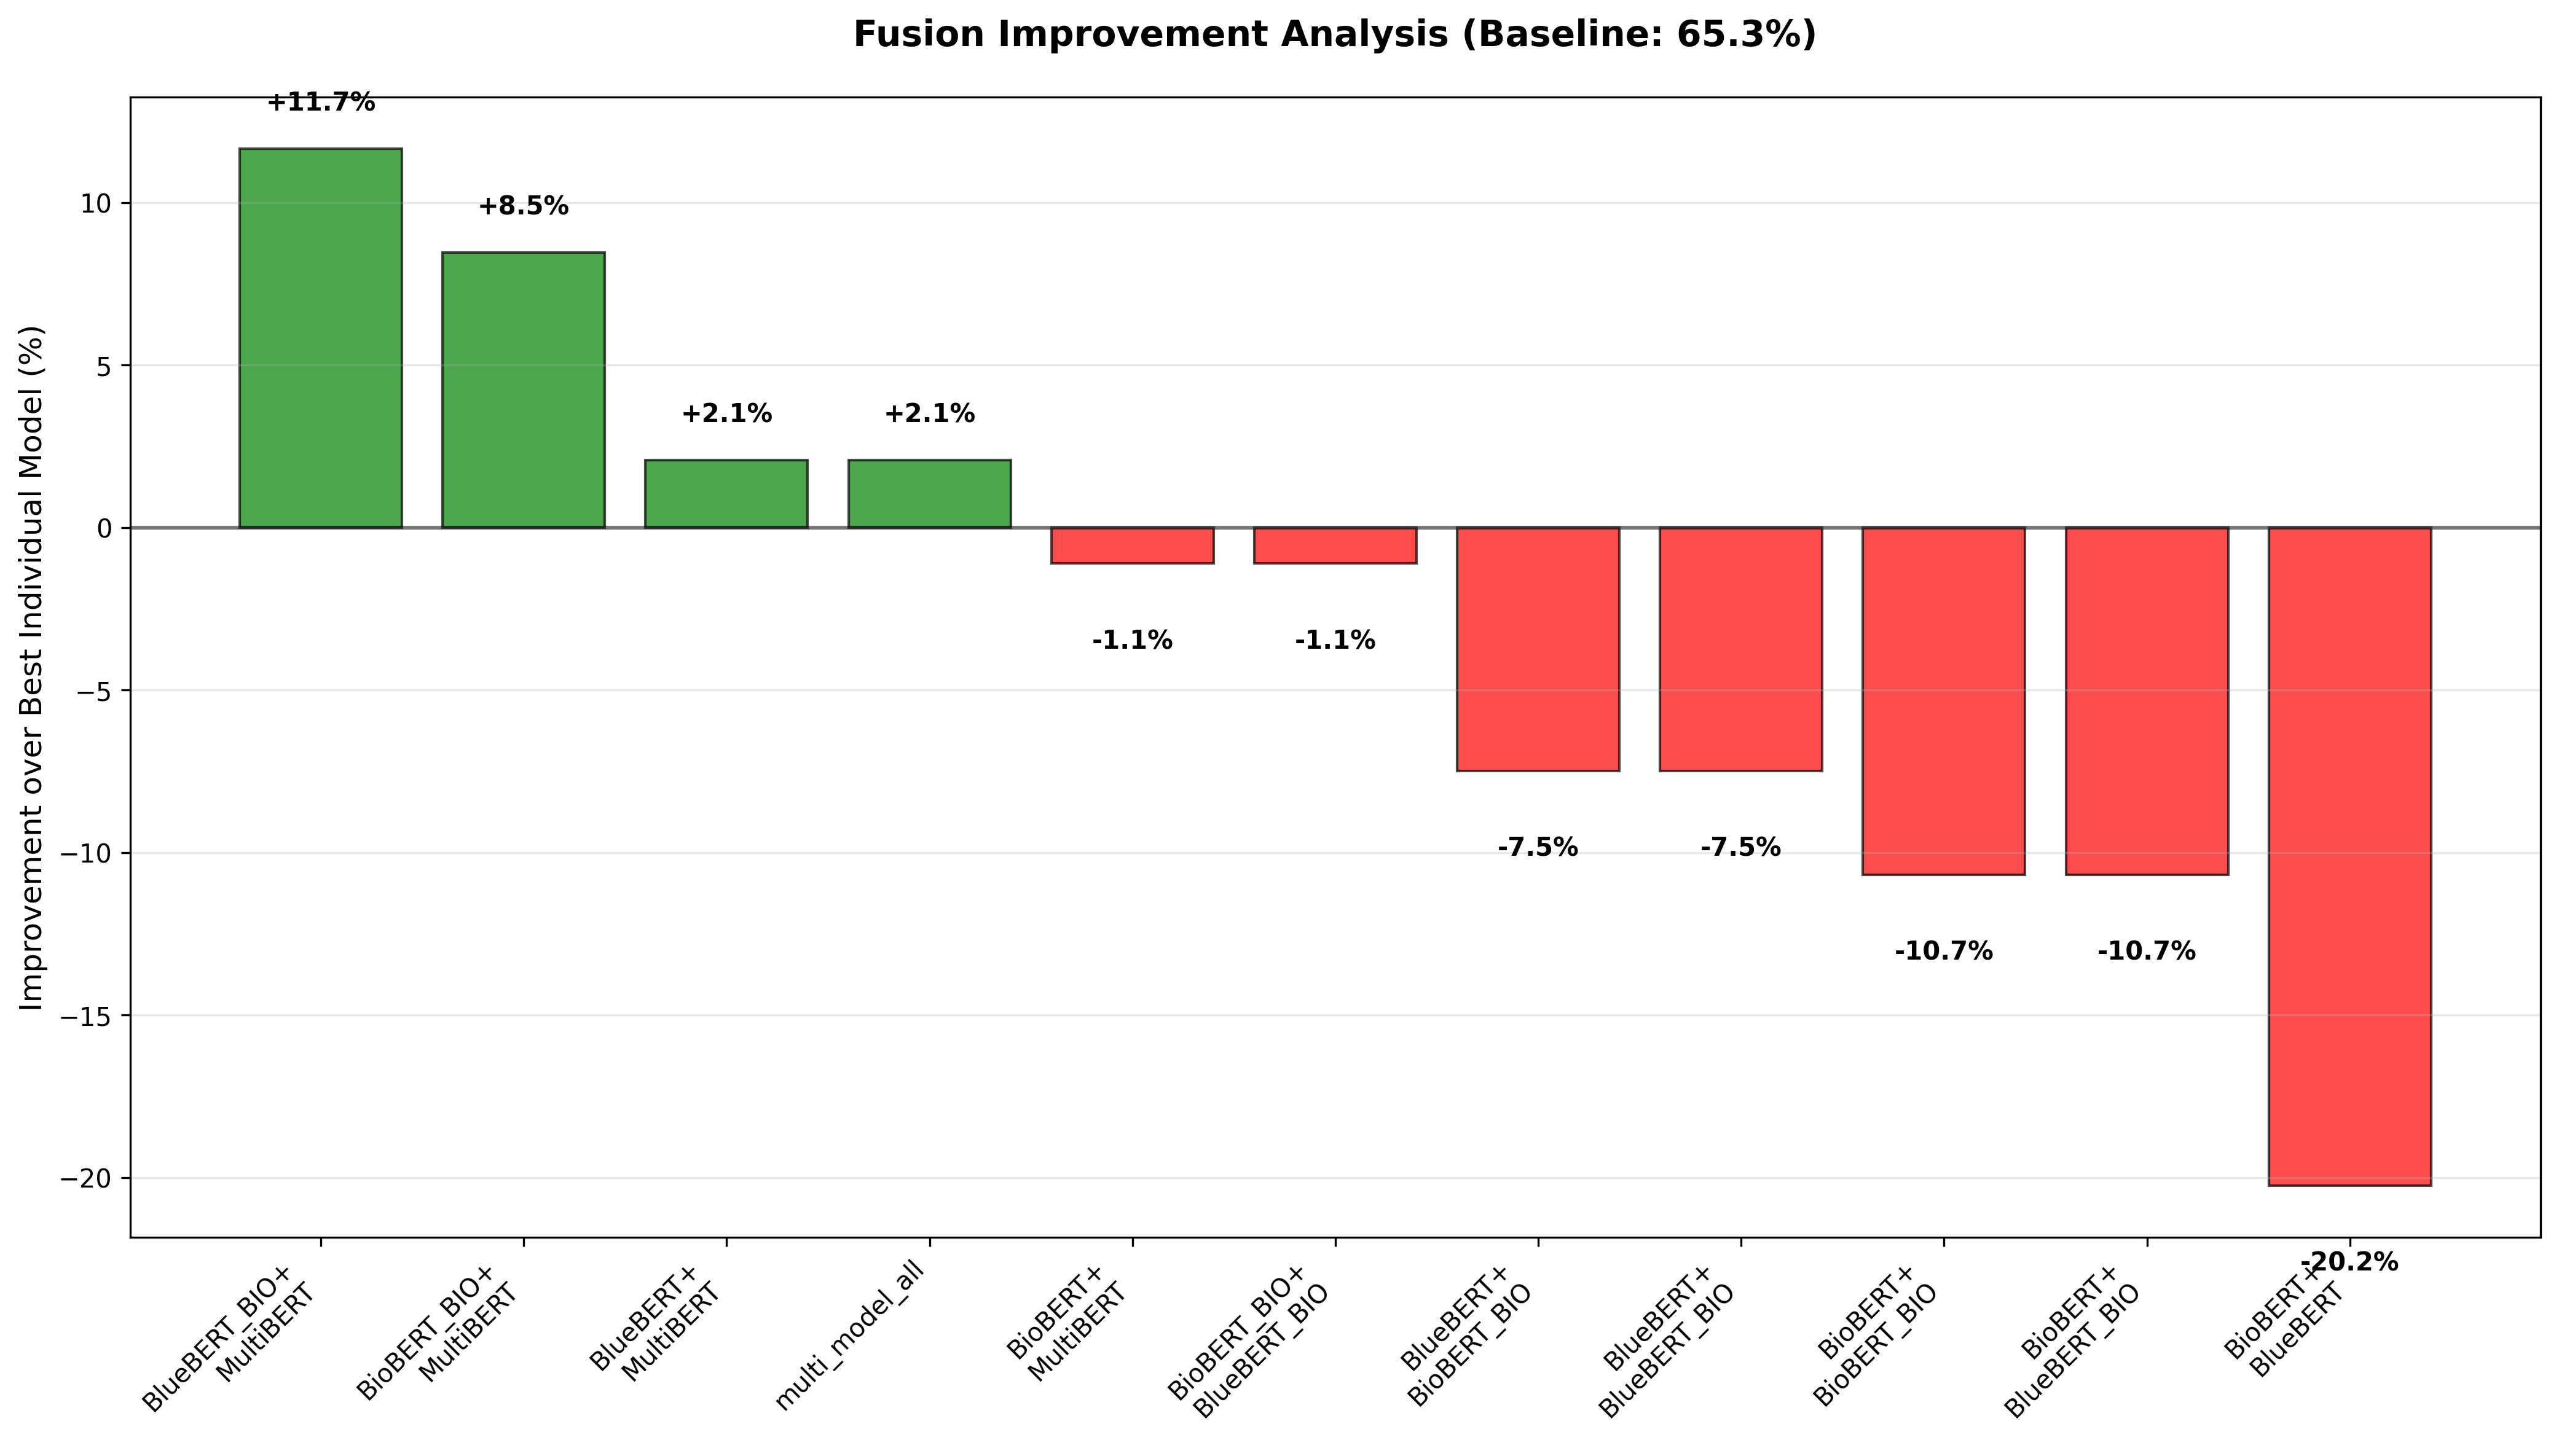 Fusion Improvement Analysis (Baseline: 65.3%)
Improvement over Best Individual Model (%)
10
5
0
−5
−10
−15
−20
+11.7%
+8.5%
+2.1%
+2.1%
-1.1%
-1.1%
-7.5%
-7.5%
-10.7%
-10.7%
-20.2%
BlueBERT_BIO+
MultiBERT
BioBERT_BIO+
MultiBERT
BlueBERT+
MultiBERT
multi_model_all
BioBERT+
MultiBERT
BioBERT_BIO+
BlueBERT_BIO
BlueBERT+
BioBERT_BIO
BlueBERT+
BlueBERT_BIO
BioBERT+
BioBERT_BIO
BioBERT+
BlueBERT_BIO
BioBERT+
BlueBERT